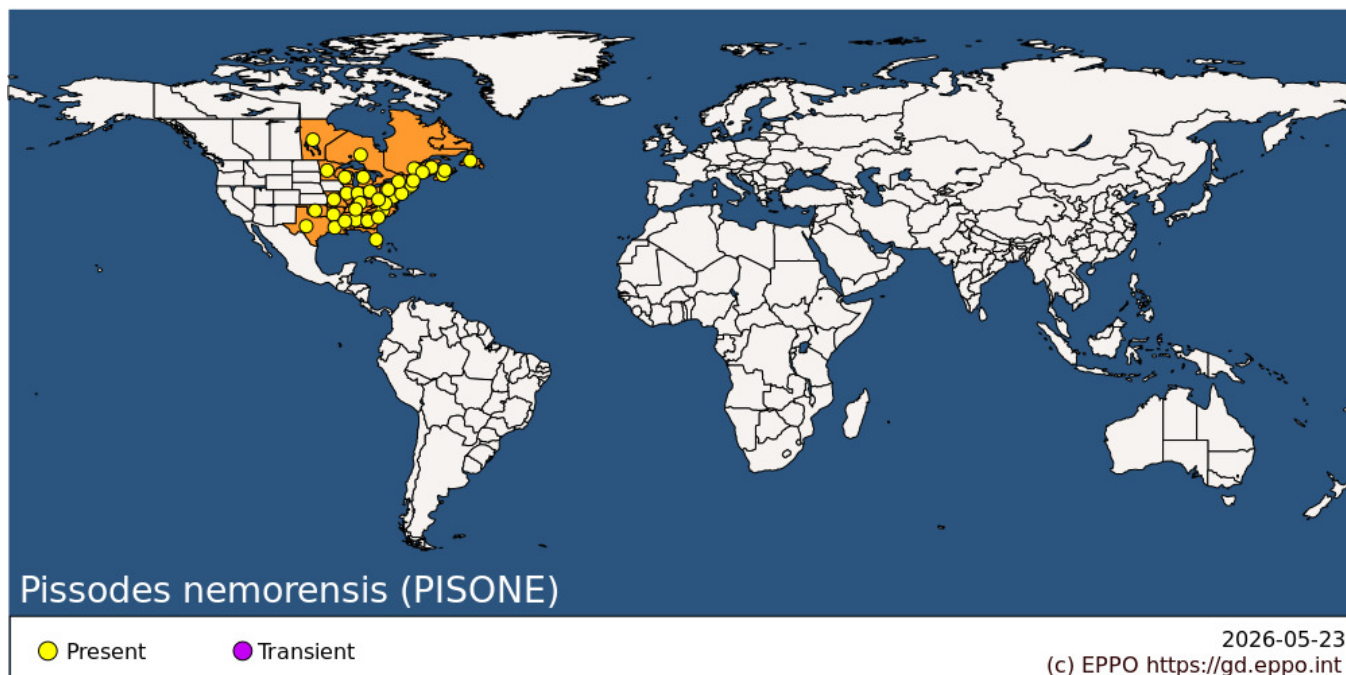 Pissodes nemorensis (PISONE)
Present
Transient
2026-05-23
(c) EPPO https://gd.eppo.int